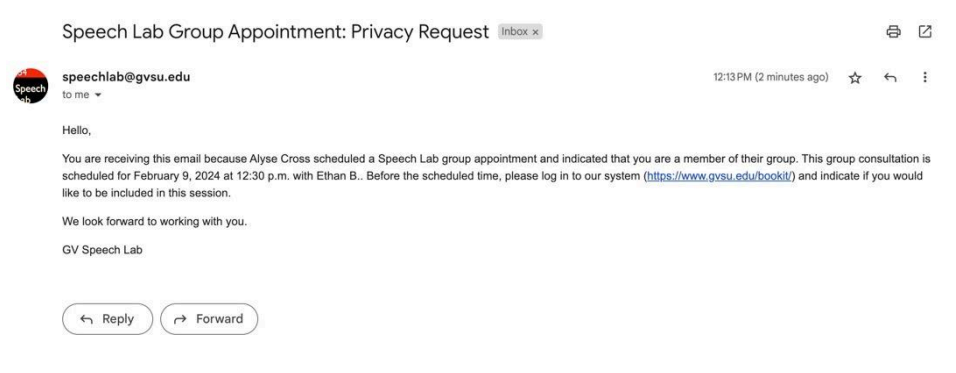 Speech Lab Group Appointment: Privacy Request Inbox ×
speechlab@gvsu.edu 12:13 PM (2 minutes ago)
Speech
to me
Hello,
You are receiving this email because Alyse Cross scheduled a Speech Lab group appointment and indicated that you are a member of their group. This group consultation is
scheduled for February 9, 2024 at 12:30 p.m. with Ethan B.. Before the scheduled time, please log in to our system (https://www.gvsu.edu/bookit/) and indicate if you would
like to be included in this session.
We look forward to working with you.
GV Speech Lab
Reply Forward